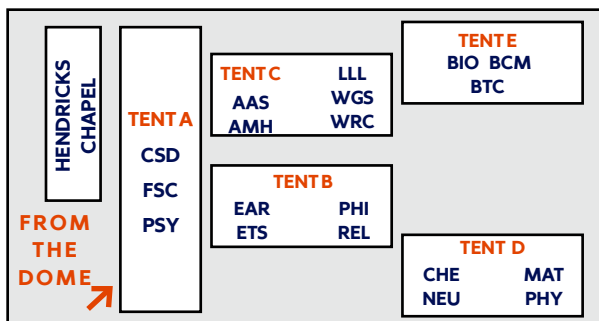 HENDRICKS
CHAPEL
FROM
THE
DOME
TENT A
CSD
FSC
PSY
TENT C
AAS
AMH
LLL
WGS
WRC
TENT B
EAR PHI
ETS REL
TENT E
BIO BCM
BTC
TENT D
CHE MAT
NEU PHY